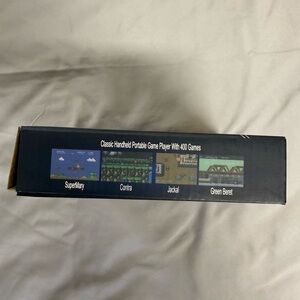 Classic Handheld Portable Game Player With 400 Games
SuperMary Contra Jackal Green Beret